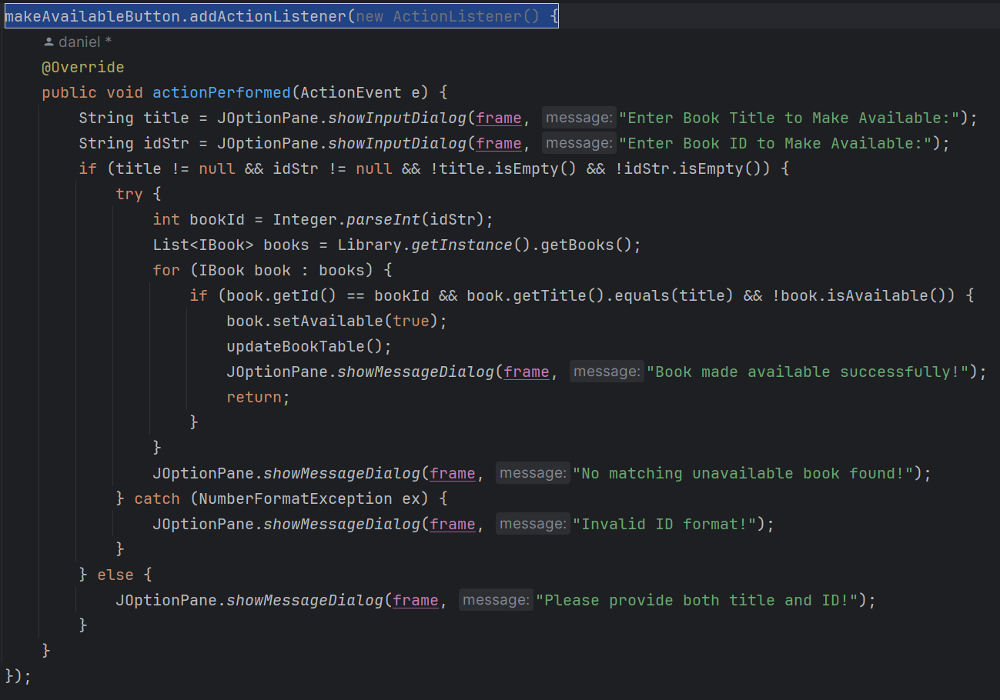 makeAvailableButton.addActionListener(new ActionListener() {
daniel *
@Override
public void actionPerformed(ActionEvent e) {
String title = JOptionPane.showInputDialog(frame, message: "Enter Book Title to Make Available:");
String idStr = JOptionPane.showInputDialog(frame, message: "Enter Book ID to Make Available:");
if (title != null && idStr != null && !title.isEmpty() && !idStr.isEmpty()) {
try {
int bookId = Integer.parseInt(idStr);
List<IBook> books = Library.getInstance().getBooks();
for (IBook book : books) {
if (book.getId() == bookId && book.getTitle().equals(title) && !book.isAvailable()) {
book.setAvailable(true);
updateBookTable();
JOptionPane.showMessageDialog(frame, message: "Book made available successfully!");
return;
}
}
JOptionPane.showMessageDialog(frame, message: "No matching unavailable book found!");
} catch (NumberFormatException ex) {
JOptionPane.showMessageDialog(frame, message: "Invalid ID format!");
}
} else {
JOptionPane.showMessageDialog(frame, message: "Please provide both title and ID!");
}
}
});